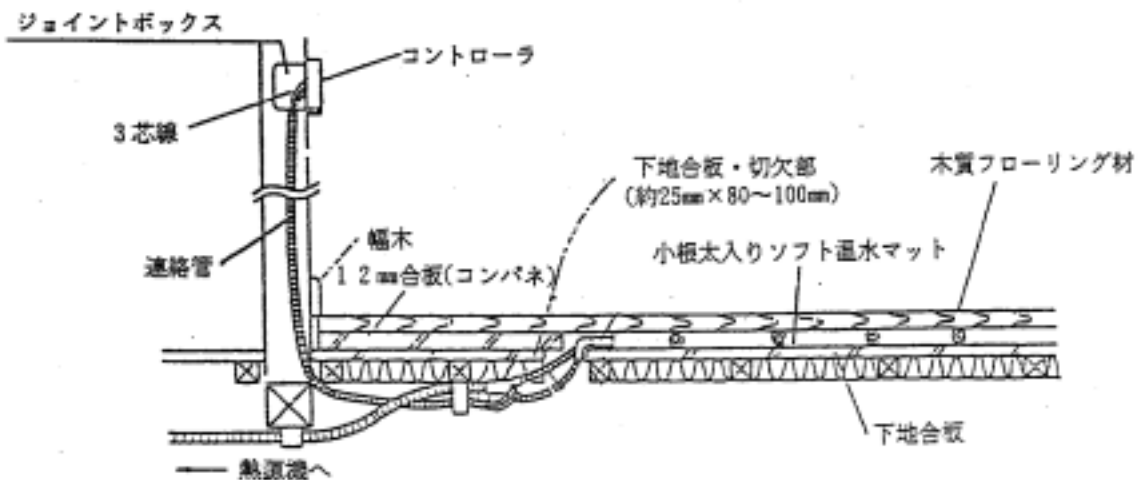 ジョイントボックス
コントローラ
3芯線
下地合板・切欠部
(約25mm×80〜100mm)
木質フローリング材
幅木
小根太入りソフト温水マット
連絡管
12mm合板(コンパネ)
下地合板
熱源機へ